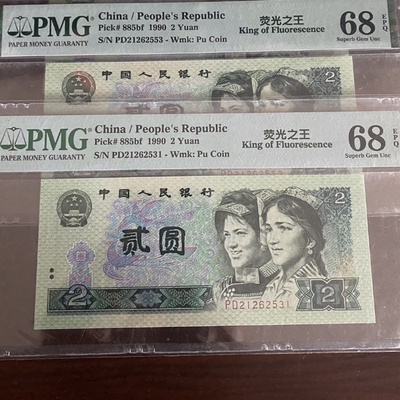 PMG
PAPER MONEY GUARANTY
China / People's Republic
Pick# 885bf 1990 2 Yuan
S/N PD21262553 - Wmk: Pu Coin
荧光之王
King of Fluorescence
68 EPQ
Superb Gem Unc
中国人民银行
2
PMG
PAPER MONEY GUARANTY
China / People's Republic
Pick# 885bf 1990 2 Yuan
S/N PD21262531 - Wmk: Pu Coin
荧光之王
King of Fluorescence
68 EPQ
Superb Gem Unc
中国人民银行
2
贰圆
PD21262531
2
2